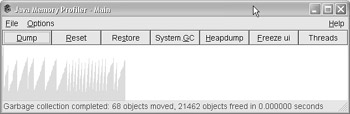 Java Memory Profiler - Main
File Options Help
Dump Reset Restore System GC Heapdump Freeze ui Threads
Garbage collection completed: 68 objects moved, 21462 objects freed in 0.000000 seconds